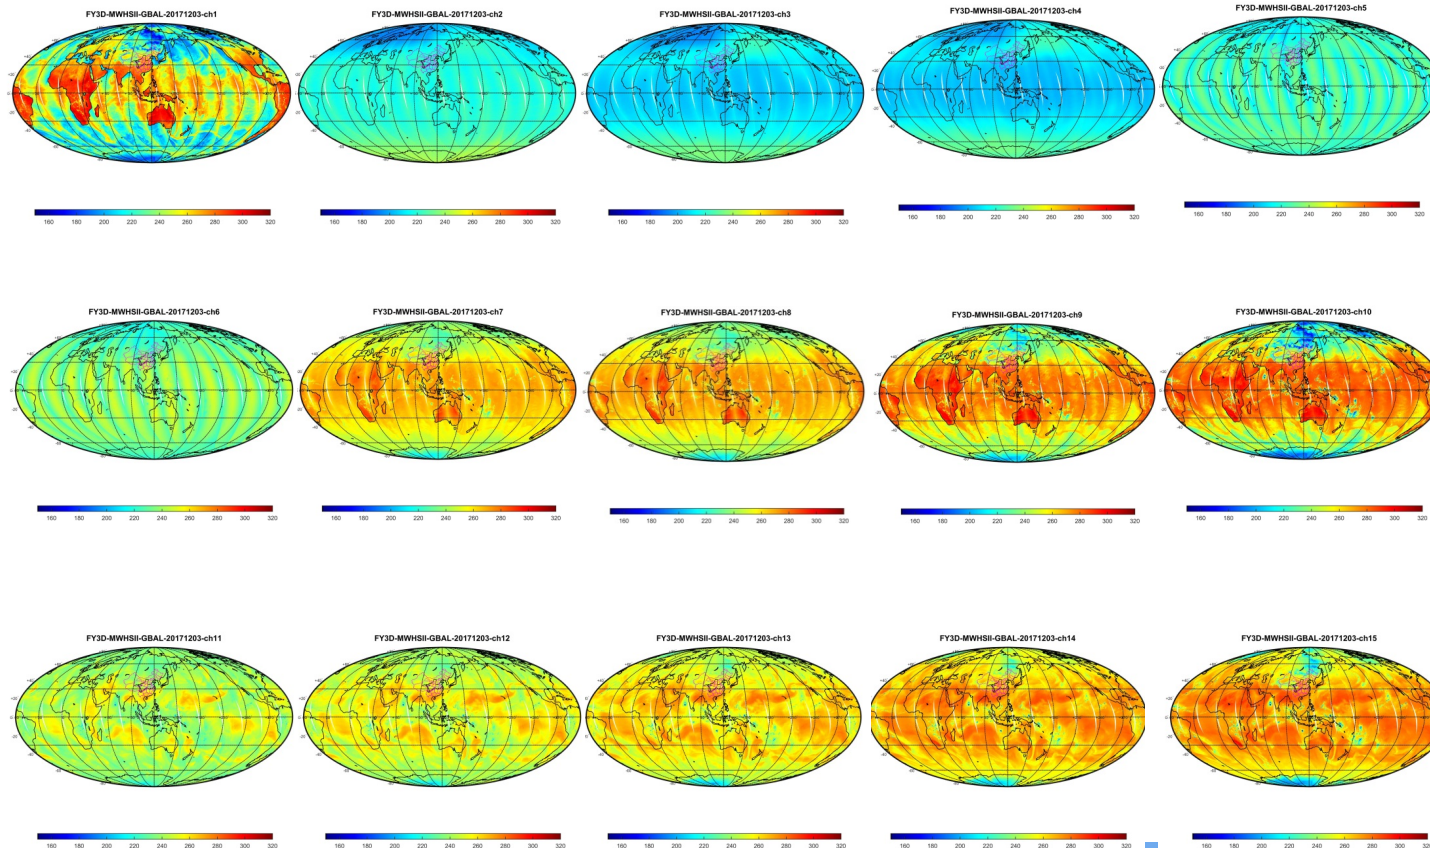 FY3D-MWHSII-GBAL-20171203-ch1
FY3D-MWHSII-GBAL-20171203-ch2
FY3D-MWHSII-GBAL-20171203-ch3
FY3D-MWHSII-GBAL-20171203-ch4
FY3D-MWHSII-GBAL-20171203-ch5
160 180 200 220 240 260 280 300 320
160 180 200 220 240 260 280 300 320
160 180 200 220 240 260 280 300 320
160 180 200 220 240 260 280 300 320
160 180 200 220 240 260 280 300 320
FY3D-MWHSII-GBAL-20171203-ch6
FY3D-MWHSII-GBAL-20171203-ch7
FY3D-MWHSII-GBAL-20171203-ch8
FY3D-MWHSII-GBAL-20171203-ch9
FY3D-MWHSII-GBAL-20171203-ch10
160 180 200 220 240 260 280 300 320
160 180 200 220 240 260 280 300 320
160 180 200 220 240 260 280 300 320
160 180 200 220 240 260 280 300 320
160 180 200 220 240 260 280 300 320
FY3D-MWHSII-GBAL-20171203-ch11
FY3D-MWHSII-GBAL-20171203-ch12
FY3D-MWHSII-GBAL-20171203-ch13
FY3D-MWHSII-GBAL-20171203-ch14
FY3D-MWHSII-GBAL-20171203-ch15
160 180 200 220 240 260 280 300 320
160 180 200 220 240 260 280 300 320
160 180 200 220 240 260 280 300 320
160 180 200 220 240 260 280 300 320
160 180 200 220 240 260 280 300 320